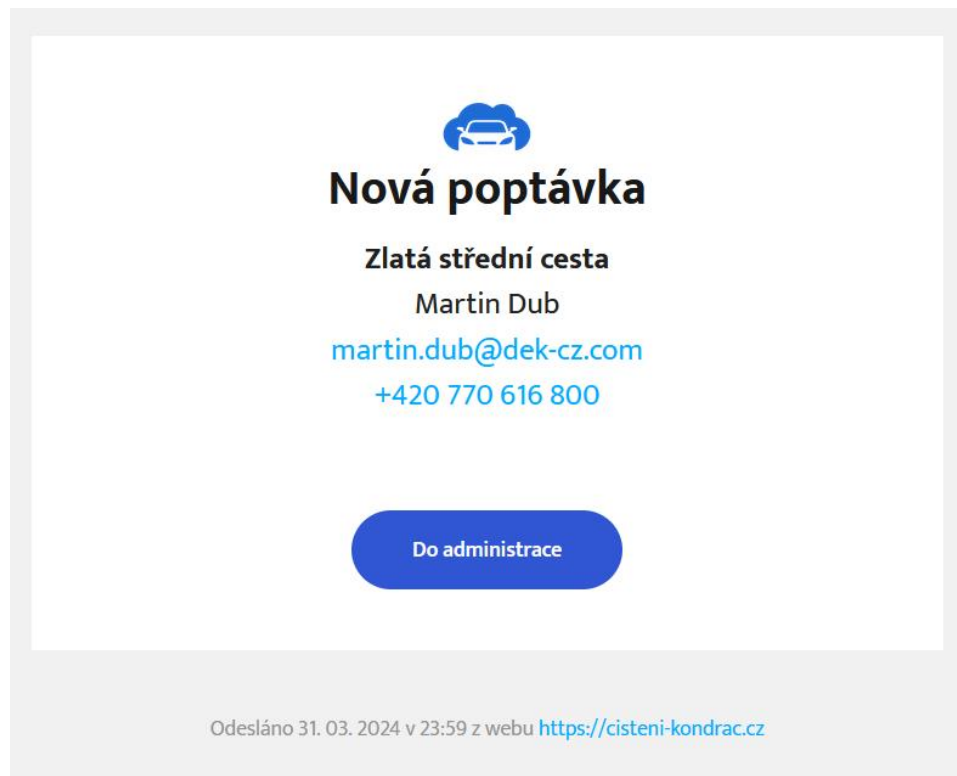 Nová poptávka
Zlatá střední cesta
Martin Dub
martin.dub@dek-cz.com
+420 770 616 800
Do administrace
Odesláno 31. 03. 2024 v 23:59 z webu https://cisteni-kondrac.cz